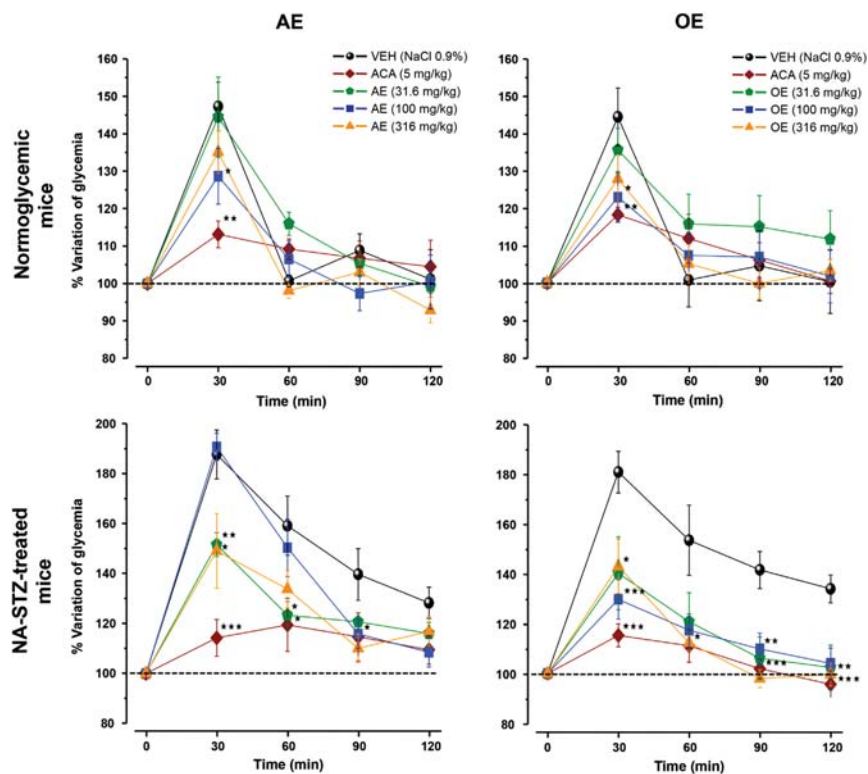 AE
OE
Normoglycemic
mice
% Variation of glycemia
160
150
140
130
120
110
100
90
80
VEH (NaCl 0.9%)
ACA (5 mg/kg)
AE (31.6 mg/kg)
AE (100 mg/kg)
AE (316 mg/kg)
*
**
0 30 60 90 120
Time (min)
% Variation of glycemia
160
150
140
130
120
110
100
90
80
VEH (NaCl 0.9%)
ACA (5 mg/kg)
OE (31.6 mg/kg)
OE (100 mg/kg)
OE (316 mg/kg)
*
**
0 30 60 90 120
Time (min)
NA-STZ-treated
mice
% Variation of glycemia
200
180
160
140
120
100
80
**
*
***
*
*
*
0 30 60 90 120
Time (min)
% Variation of glycemia
200
180
160
140
120
100
80
*
***
***
*
**
***
*
**
***
0 30 60 90 120
Time (min)